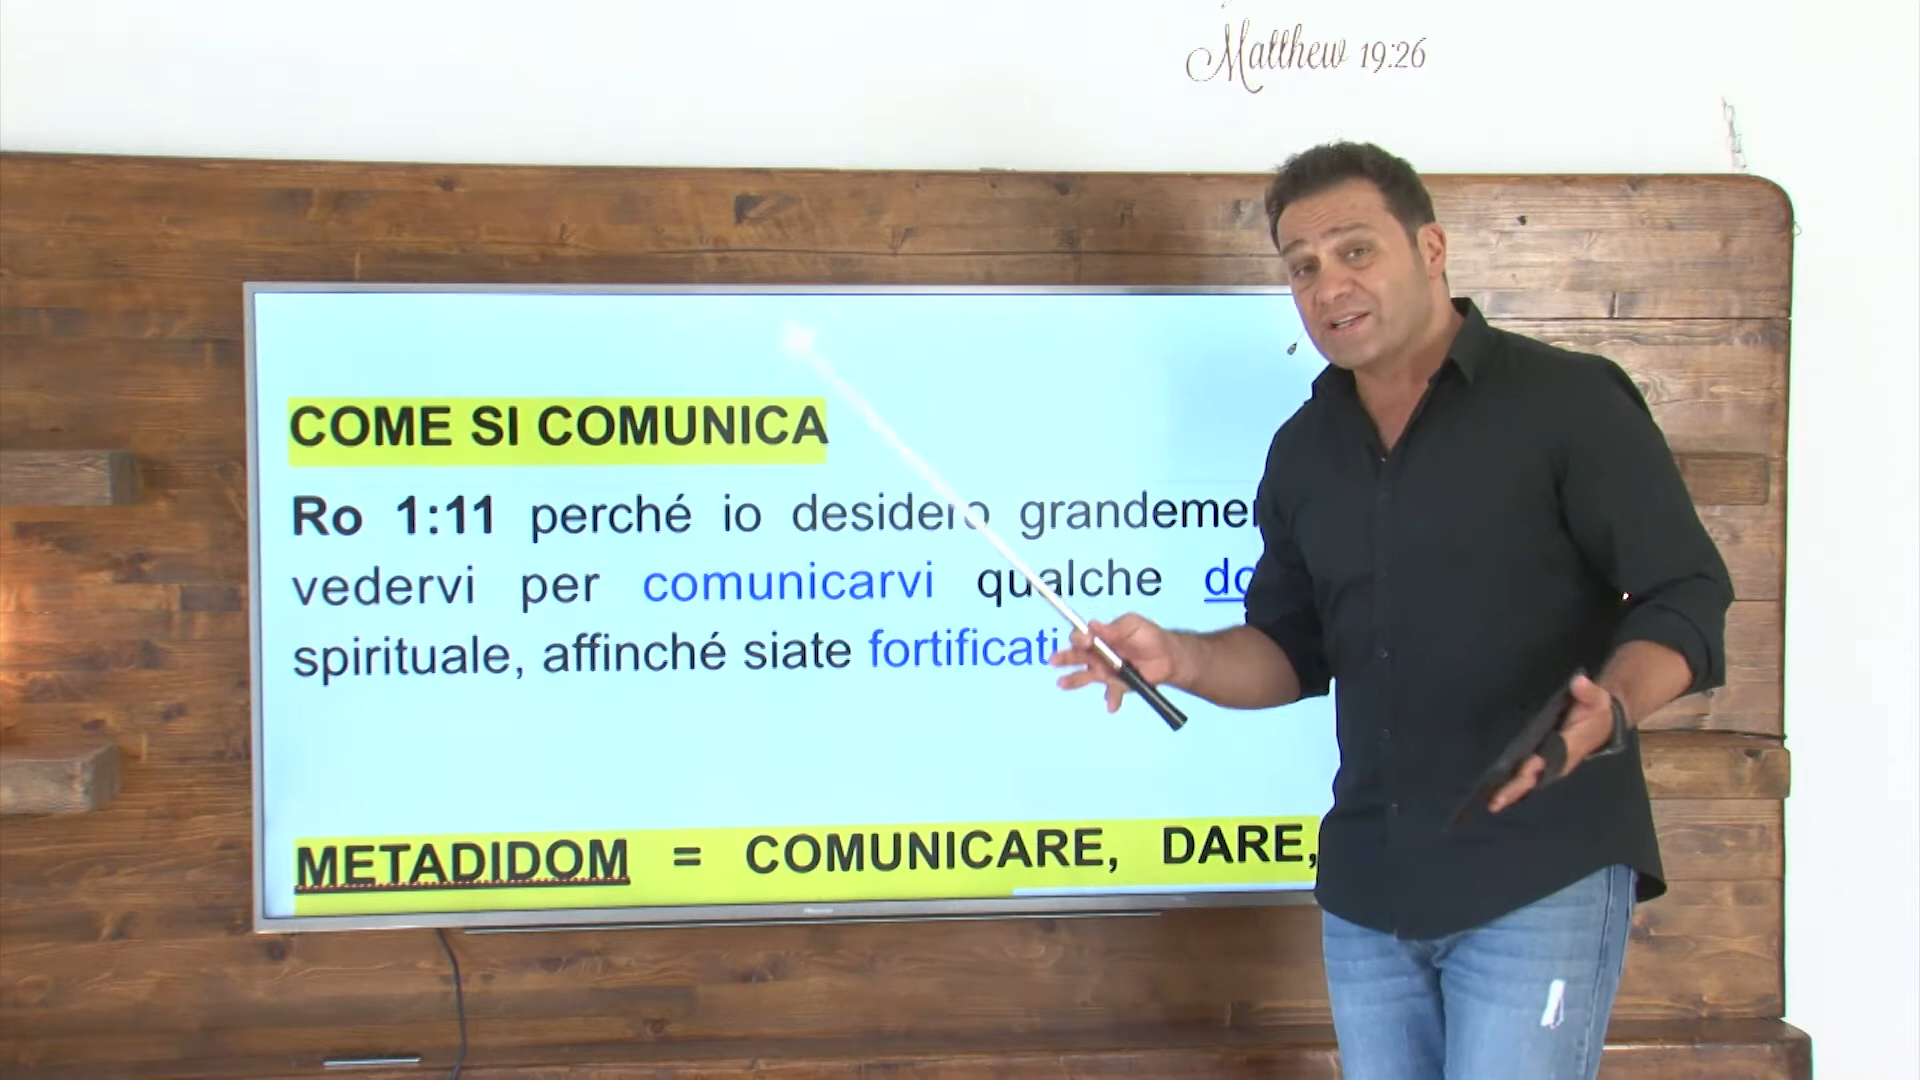 Matthew 19:26
COME SI COMUNICA
Ro 1:11 perché io desidero
vedervi per comunicarvi qualche
spirituale, affinché siate fortificati
METADIDOM = COMUNICARE, DARE,